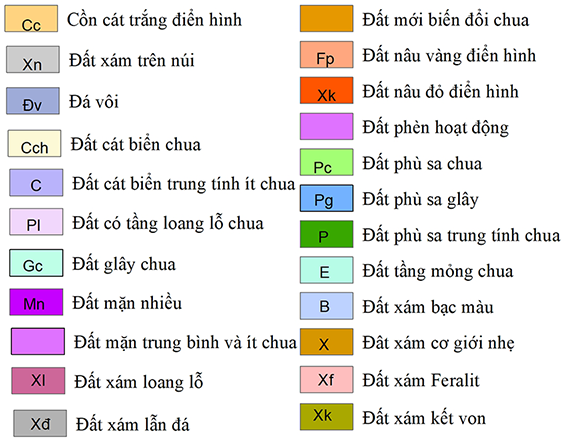 Cc Cồn cát trắng điển hình
Xn Đất xám trên núi
Đv Đá vôi
Cch Đất cát biển chua
C Đất cát biển trung tính ít chua
Pl Đất có tầng loang lỗ chua
Gc Đất glây chua
Mn Đất mặn nhiều
Đất mặn trung bình và ít chua
Xl Đất xám loang lỗ
Xđ Đất xám lẫn đá
Đất mới biến đổi chua
Fp Đất nâu vàng điển hình
Xk Đất nâu đỏ điển hình
Đất phèn hoạt động
Pc Đất phù sa chua
Pg Đất phù sa glây
P Đất phù sa trung tính chua
E Đất tầng mỏng chua
B Đất xám bạc màu
X Đât xám cơ giới nhẹ
Xf Đất xám Feralit
Xk Đất xám kết von